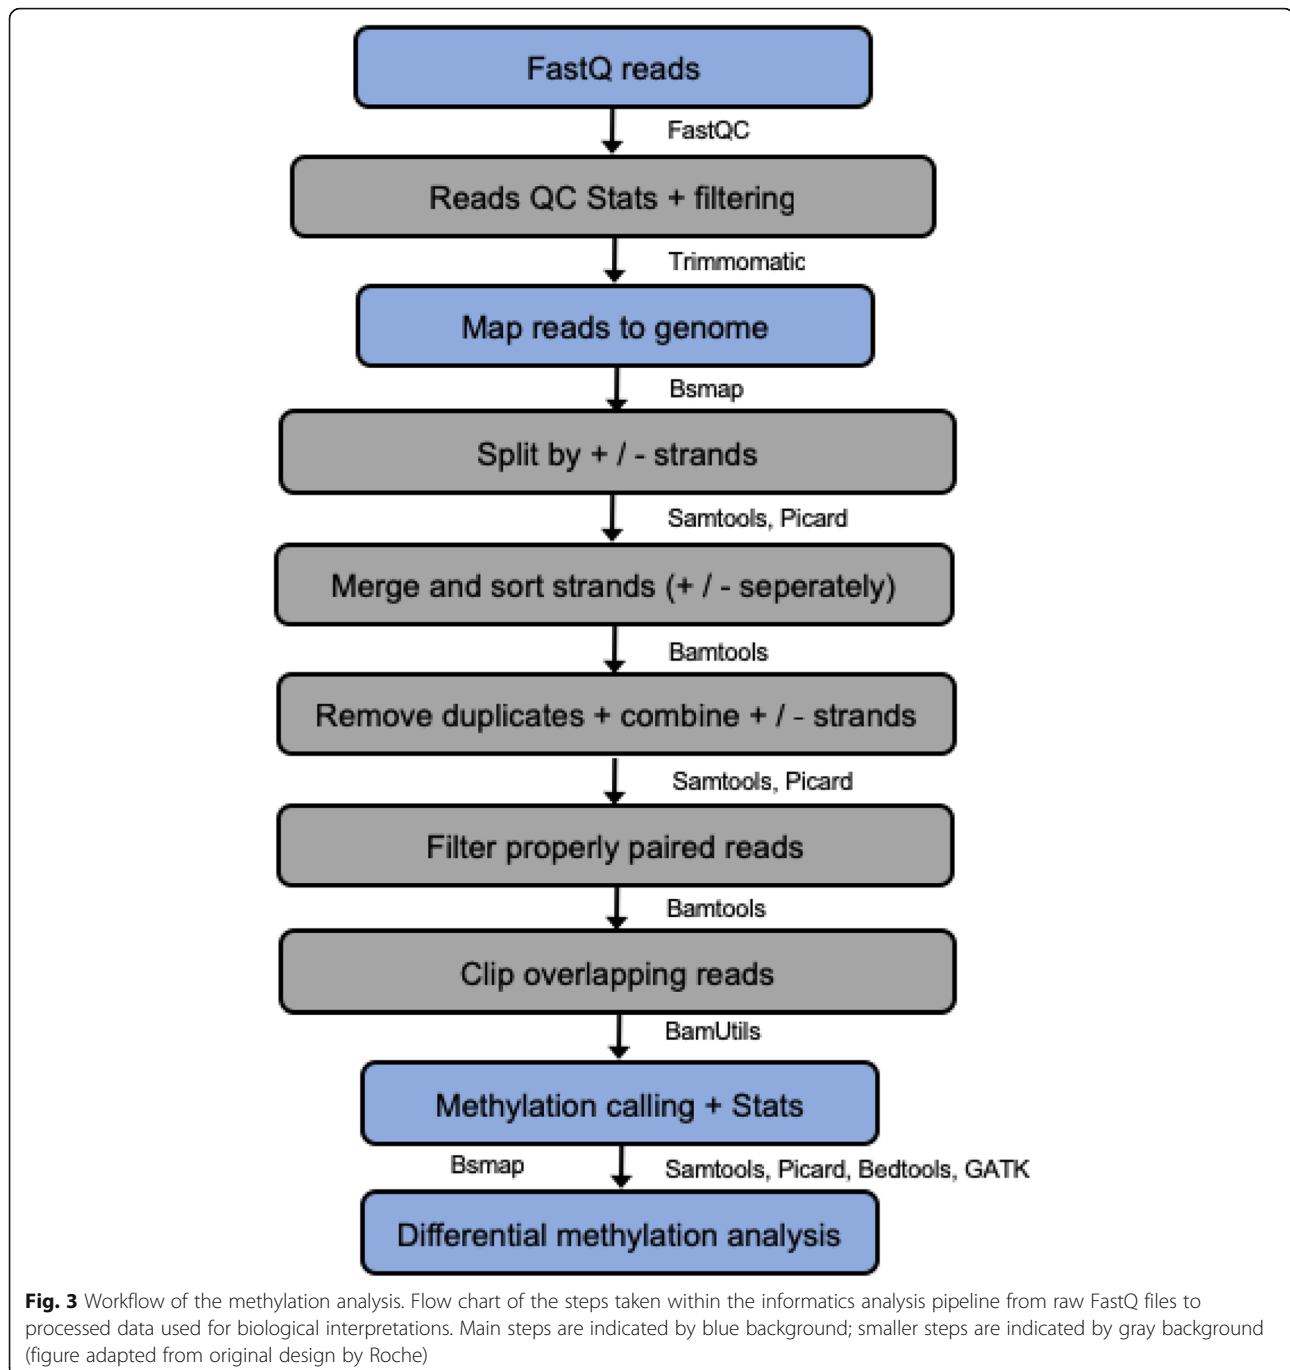 FastQ reads
FastQC
Reads QC Stats + filtering
Trimmomatic
Map reads to genome
Bsmap
Split by + / - strands
Samtools, Picard
Merge and sort strands (+ / - seperately)
Bamtools
Remove duplicates + combine + / - strands
Samtools, Picard
Filter properly paired reads
Bamtools
Clip overlapping reads
BamUtils
Methylation calling + Stats
Bsmap Samtools, Picard, Bedtools, GATK
Differential methylation analysis
Fig. 3 Workflow of the methylation analysis. Flow chart of the steps taken within the informatics analysis pipeline from raw FastQ files to
processed data used for biological interpretations. Main steps are indicated by blue background; smaller steps are indicated by gray background
(figure adapted from original design by Roche)